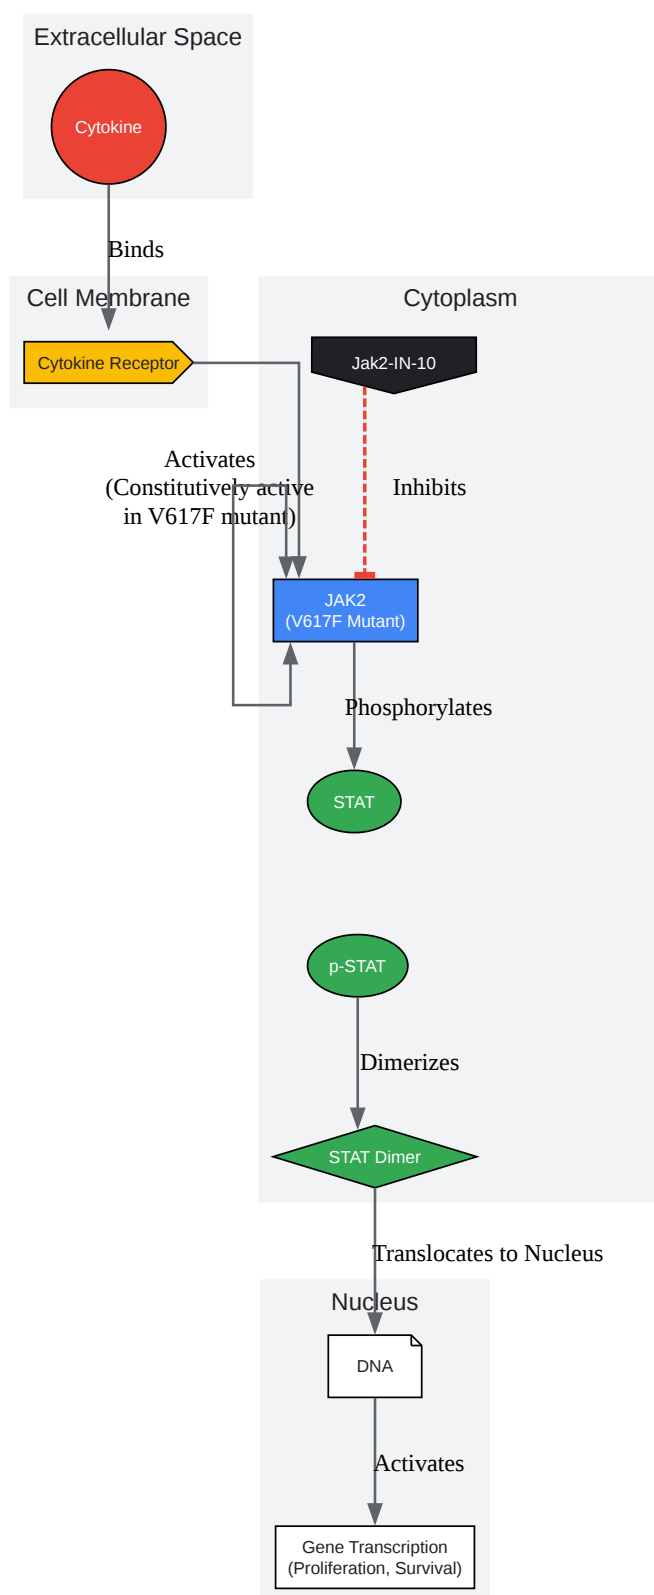 Extracellular Space
Cytokine
Binds
Cell Membrane
Cytoplasm
Cytokine Receptor
Jak2-IN-10
Activates
(Constitutively active
in V617F mutant)
Inhibits
JAK2
(V617F Mutant)
Phosphorylates
STAT
p-STAT
Dimerizes
STAT Dimer
Translocates to Nucleus
Nucleus
DNA
Activates
Gene Transcription
(Proliferation, Survival)